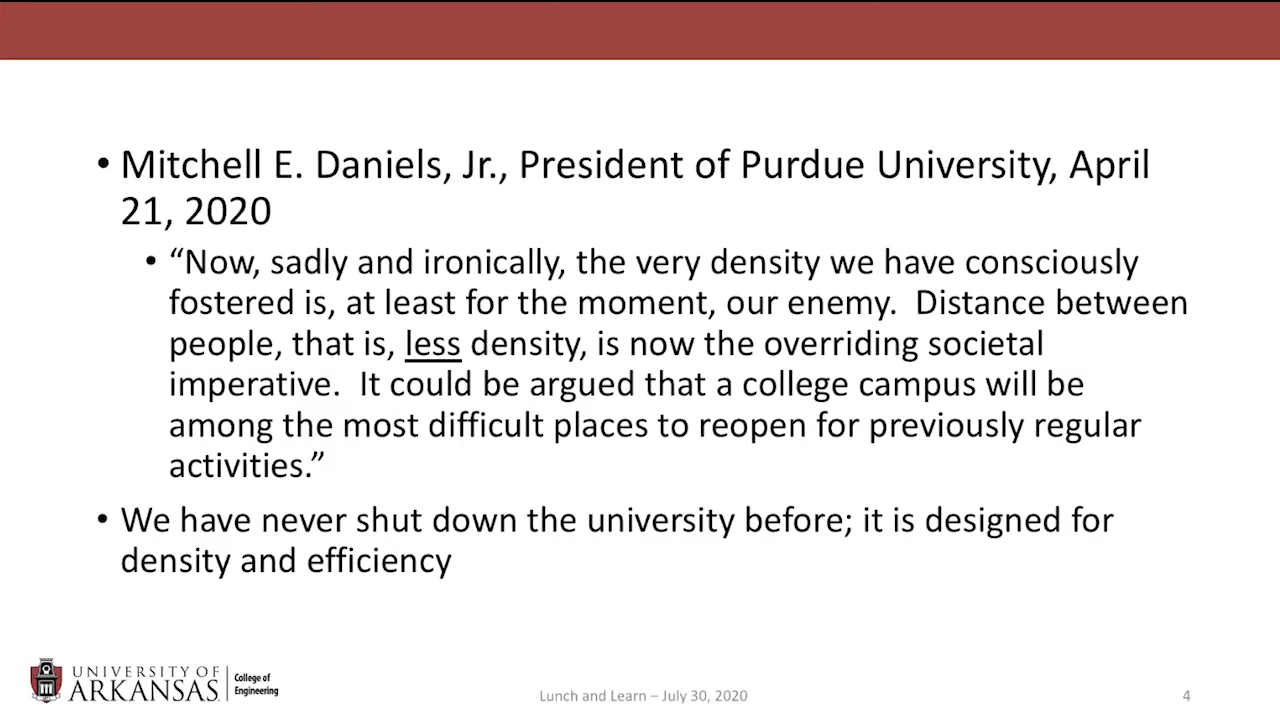 • Mitchell E. Daniels, Jr., President of Purdue University, April
21, 2020
• “Now, sadly and ironically, the very density we have consciously
fostered is, at least for the moment, our enemy.  Distance between
people, that is, less density, is now the overriding societal
imperative.  It could be argued that a college campus will be
among the most difficult places to reopen for previously regular
activities.”
• We have never shut down the university before; it is designed for
density and efficiency
UNIVERSITY OF
ARKANSAS
College of
Engineering
Lunch and Learn – July 30, 2020
4